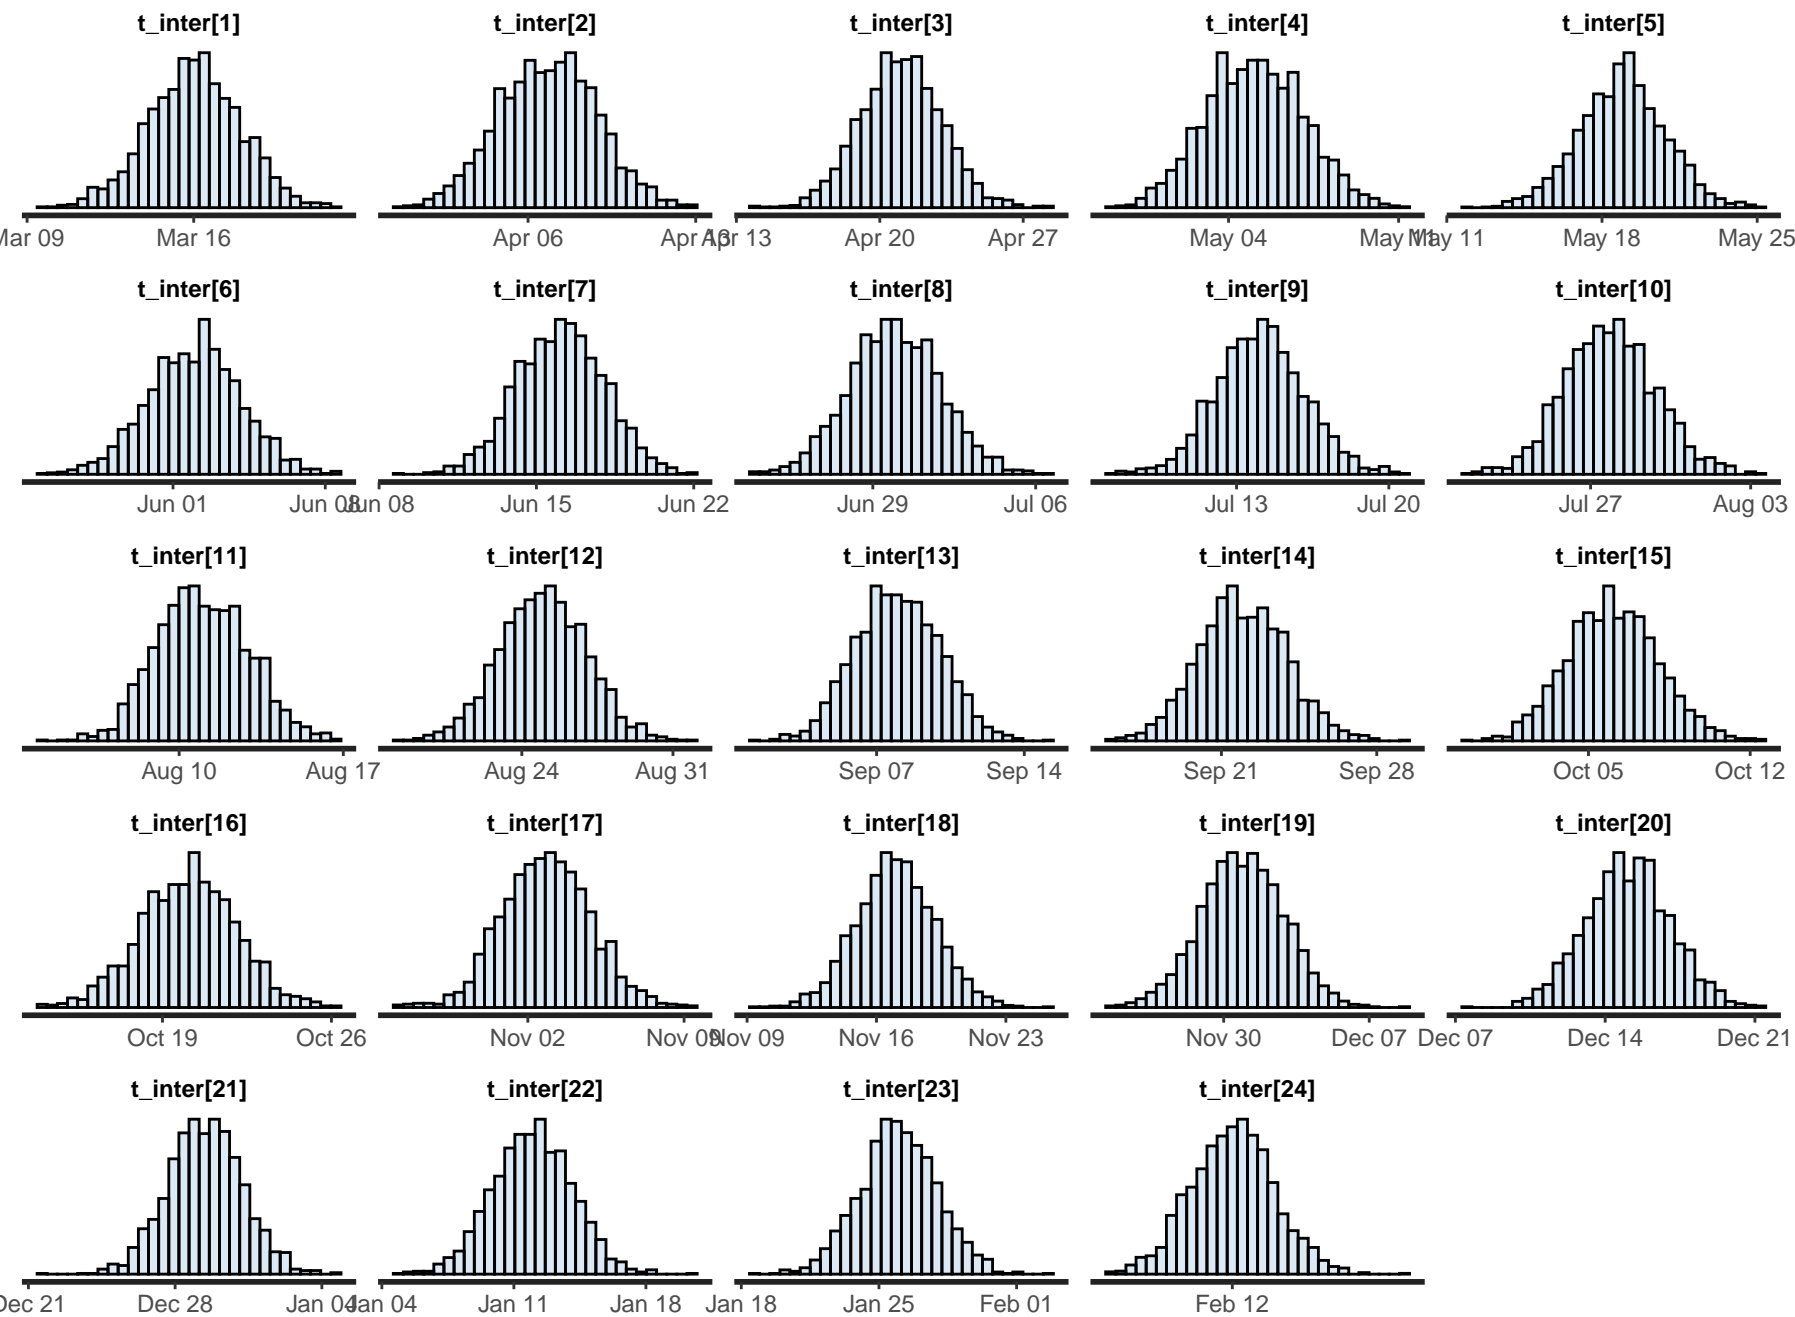 t_inter[1] t_inter[2] t_inter[3] t_inter[4] t_inter[5]
Mar 09 Mar 16 Apr 06 Apr 13 Apr 13 Apr 20 Apr 27 May 04 May 11 May 11 May 18 May 25
t_inter[6] t_inter[7] t_inter[8] t_inter[9] t_inter[10]
Jun 01 Jun 08 Jun 08 Jun 15 Jun 22 Jun 29 Jul 06 Jul 13 Jul 20 Jul 27 Aug 03
t_inter[11] t_inter[12] t_inter[13] t_inter[14] t_inter[15]
Aug 10 Aug 17 Aug 24 Aug 31 Sep 07 Sep 14 Sep 21 Sep 28 Oct 05 Oct 12
t_inter[16] t_inter[17] t_inter[18] t_inter[19] t_inter[20]
Oct 19 Oct 26 Nov 02 Nov 09 Nov 09 Nov 16 Nov 23 Nov 30 Dec 07 Dec 07 Dec 14 Dec 21
t_inter[21] t_inter[22] t_inter[23] t_inter[24]
Dec 21 Dec 28 Jan 04 Jan 04 Jan 11 Jan 18 Jan 18 Jan 25 Feb 01 Feb 12